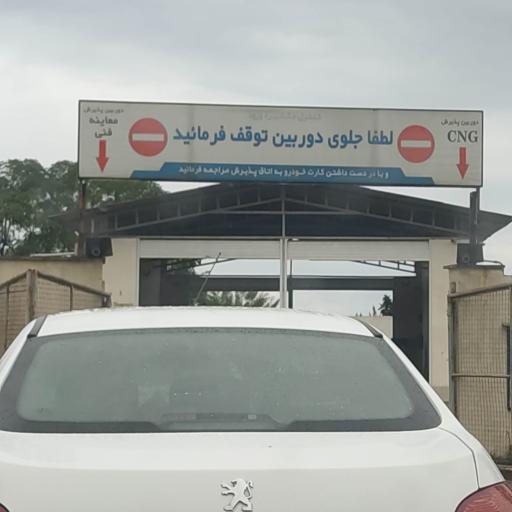 لطفا جلوی دوربین توقف فرمائید
و با در دست داشتن کارت خودرو به اتاق پذیرش مراجعه فرمائید
دوربین پذیرش
CNG
دوربین پذیرش
معاینه
فنی